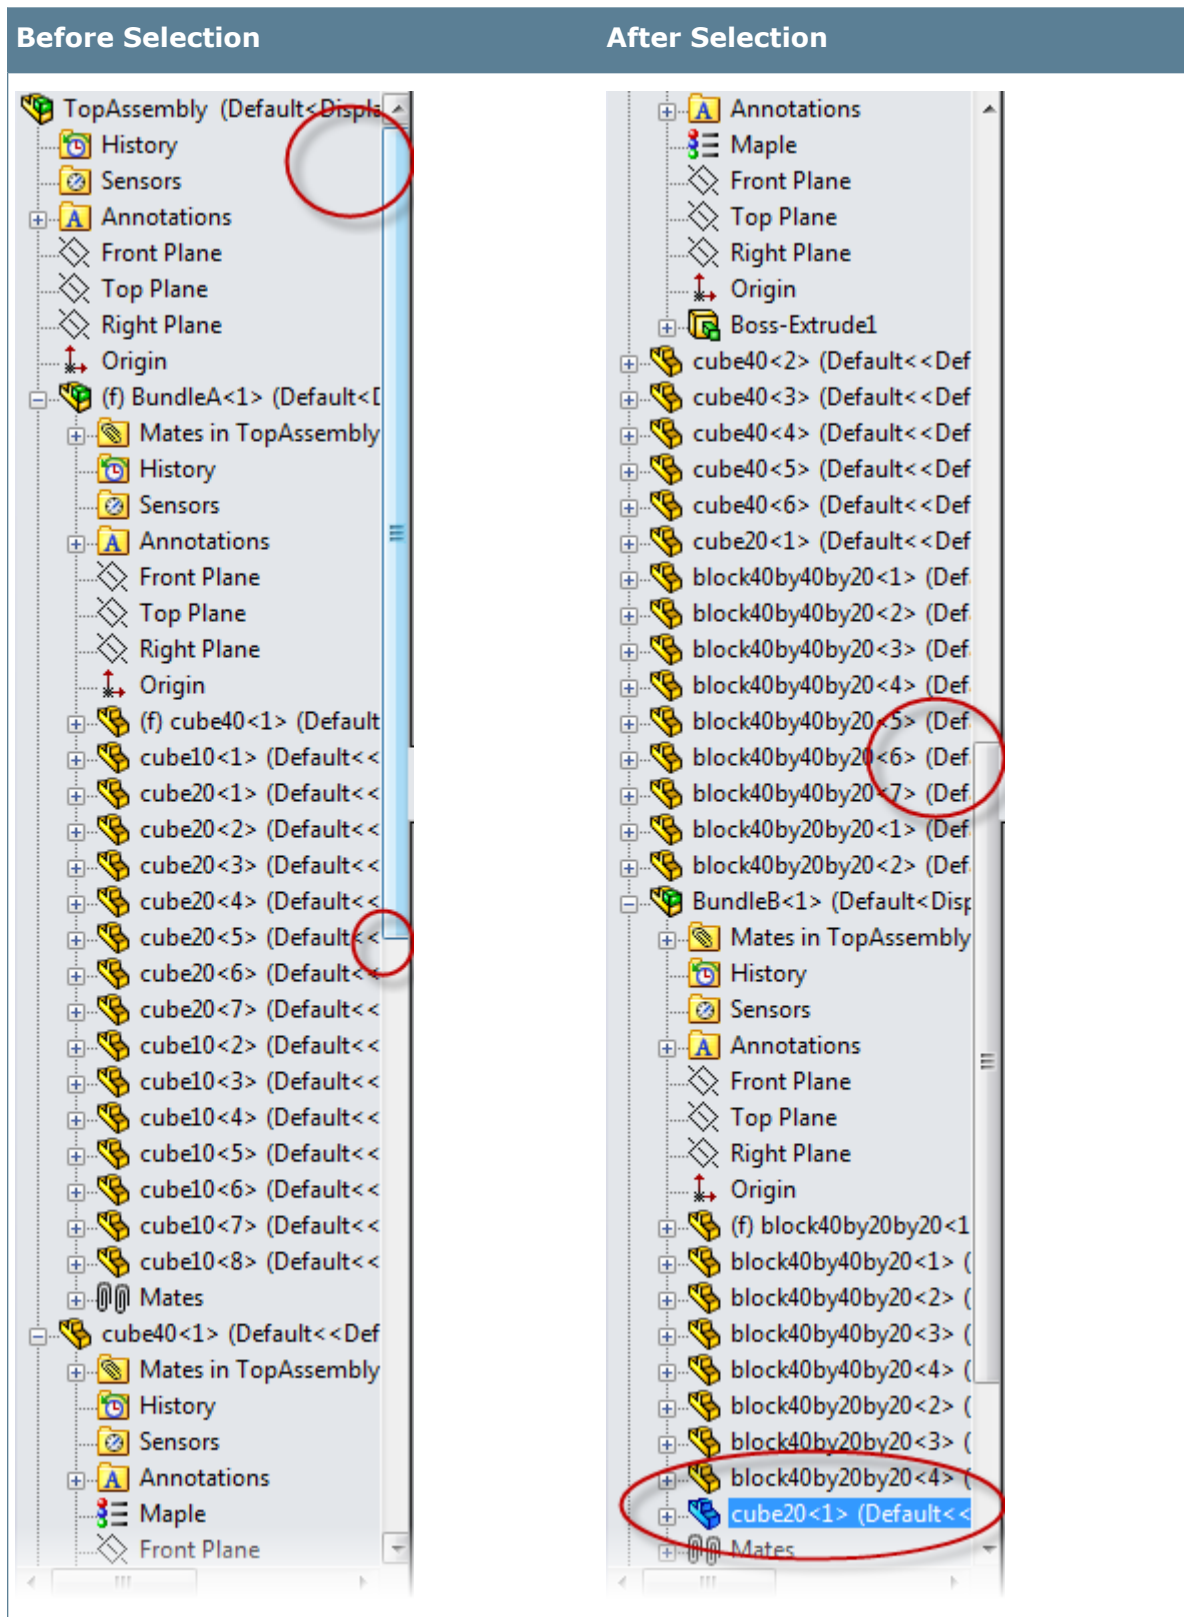 Before Selection
After Selection
TopAssembly (Default<Displa
History
Sensors
Annotations
Front Plane
Top Plane
Right Plane
Origin
(f) BundleA<1> (Default<D
Mates in TopAssembly
History
Sensors
Annotations
Front Plane
Top Plane
Right Plane
Origin
(f) cube40<1> (Default
cube10<1> (Default<<
cube20<1> (Default<<
cube20<2> (Default<<
cube20<3> (Default<<
cube20<4> (Default<<
cube20<5> (Default<<
cube20<6> (Default<<
cube20<7> (Default<<
cube10<2> (Default<<
cube10<3> (Default<<
cube10<4> (Default<<
cube10<5> (Default<<
cube10<6> (Default<<
cube10<7> (Default<<
cube10<8> (Default<<
Mates
cube40<1> (Default<<Def
Mates in TopAssembly
History
Sensors
Annotations
Maple
Front Plane
Annotations
Maple
Front Plane
Top Plane
Right Plane
Origin
Boss-Extrude1
cube40<2> (Default<<Def
cube40<3> (Default<<Def
cube40<4> (Default<<Def
cube40<5> (Default<<Def
cube40<6> (Default<<Def
cube20<1> (Default<<Def
block40by40by20<1> (Def
block40by40by20<2> (Def
block40by40by20<3> (Def
block40by40by20<4> (Def
block40by40by20<5> (Def
block40by40by20<6> (Def
block40by40by20<7> (Def
block40by20by20<1> (Def
block40by20by20<2> (Def
BundleB<1> (Default<Disp
Mates in TopAssembly
History
Sensors
Annotations
Front Plane
Top Plane
Right Plane
Origin
(f) block40by20by20<1
block40by40by20<1> (
block40by40by20<2> (
block40by40by20<3> (
block40by40by20<4> (
block40by20by20<2> (
block40by20by20<3> (
block40by20by20<4> (
cube20<1> (Default<<
Mates